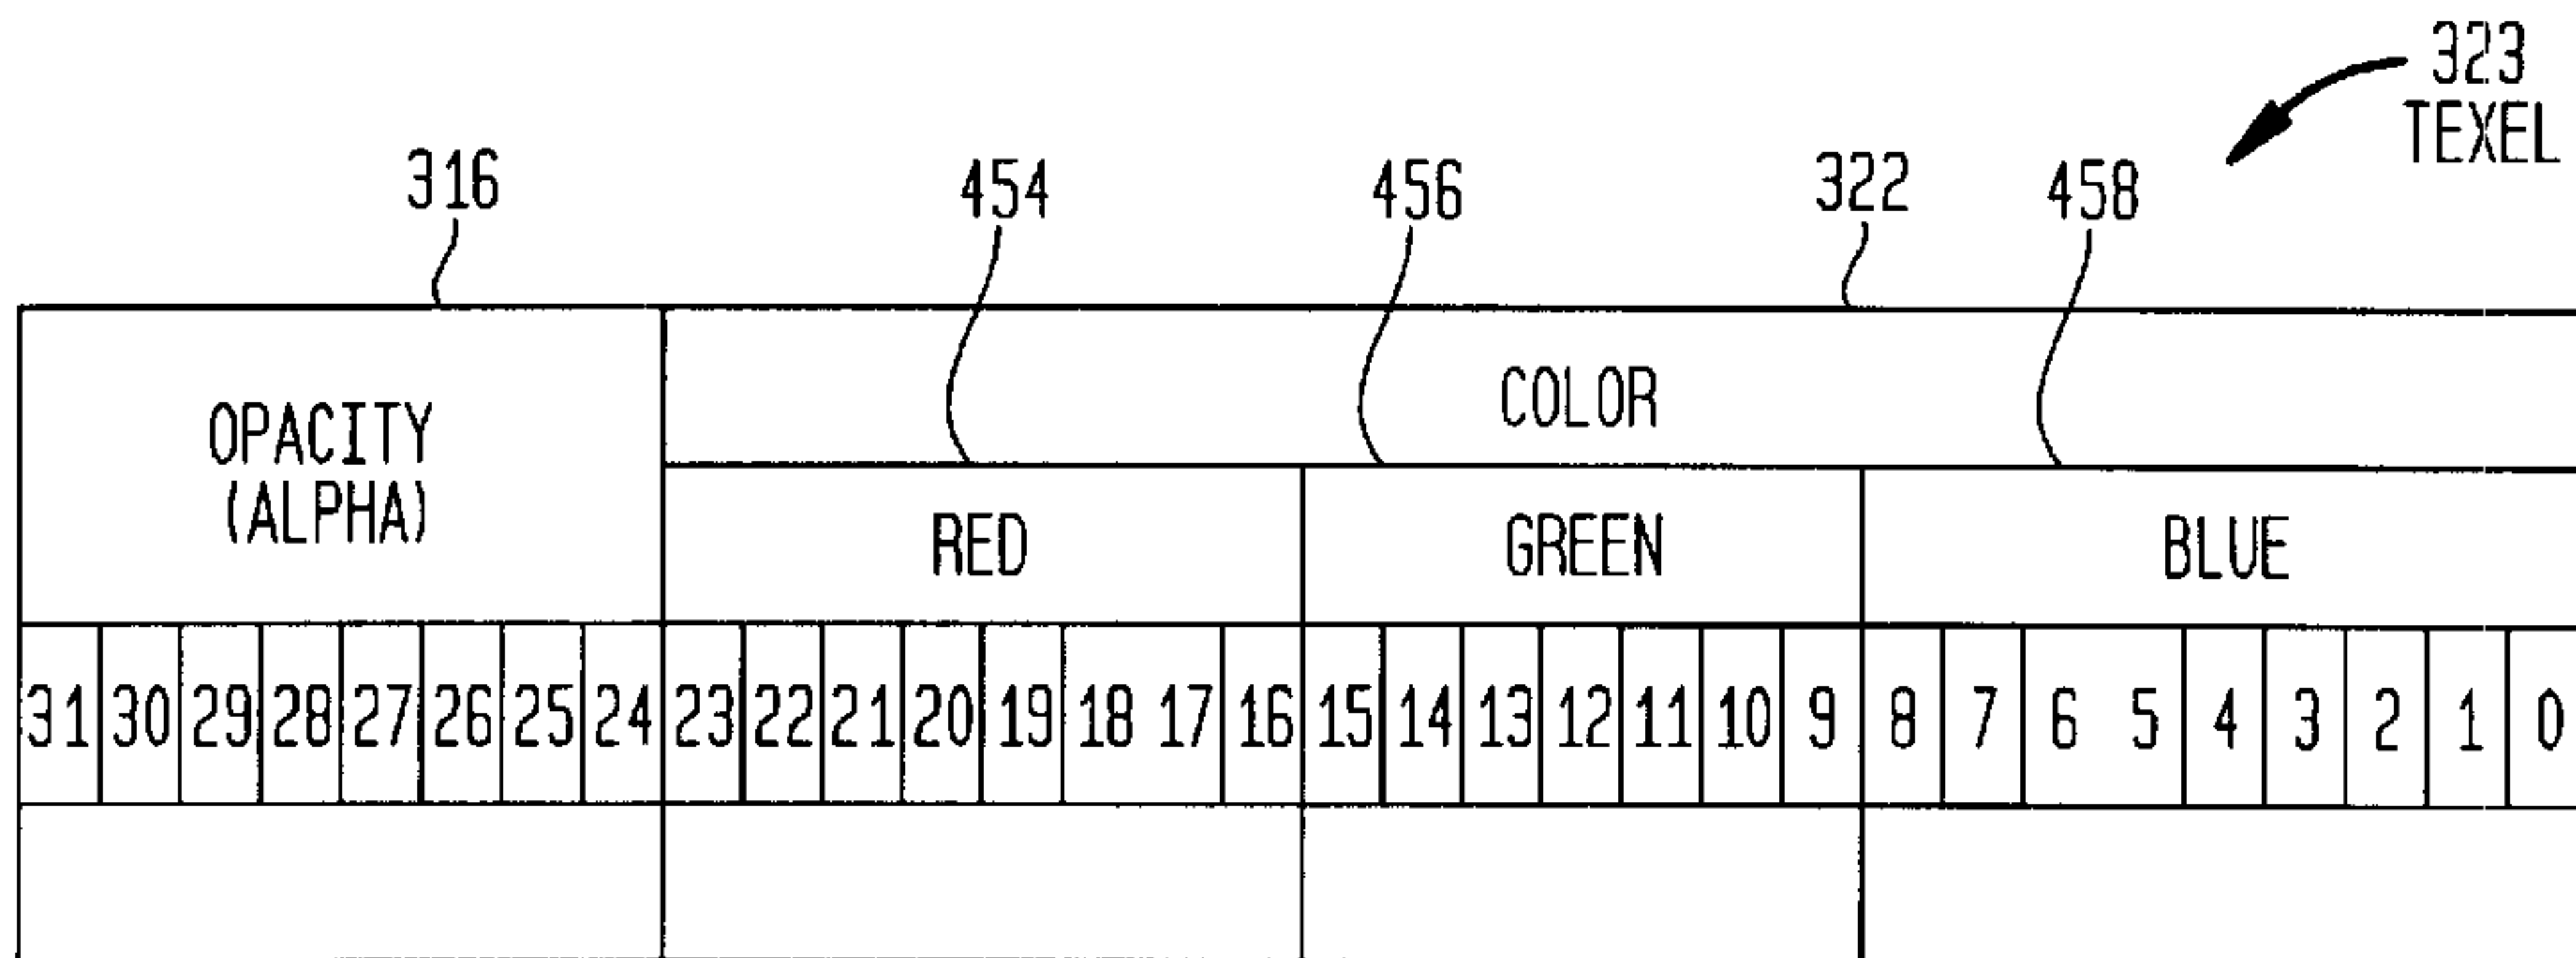 323
TEXEL
316
454
456
322
458
OPACITY
(ALPHA)
COLOR
RED
GREEN
BLUE
31 30 29 28 27 26 25 24 23 22 21 20 19 18 17 16 15 14 13 12 11 10 9 8 7 6 5 4 3 2 1 0